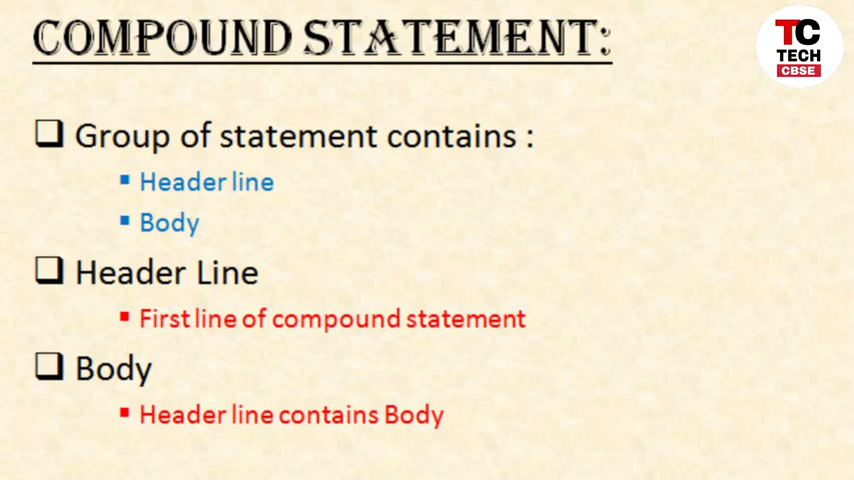 COMPOUND STATEMENT:
TC
TECH
CBSE
Group of statement contains :
Header line
Body
Header Line
First line of compound statement
Body
Header line contains Body